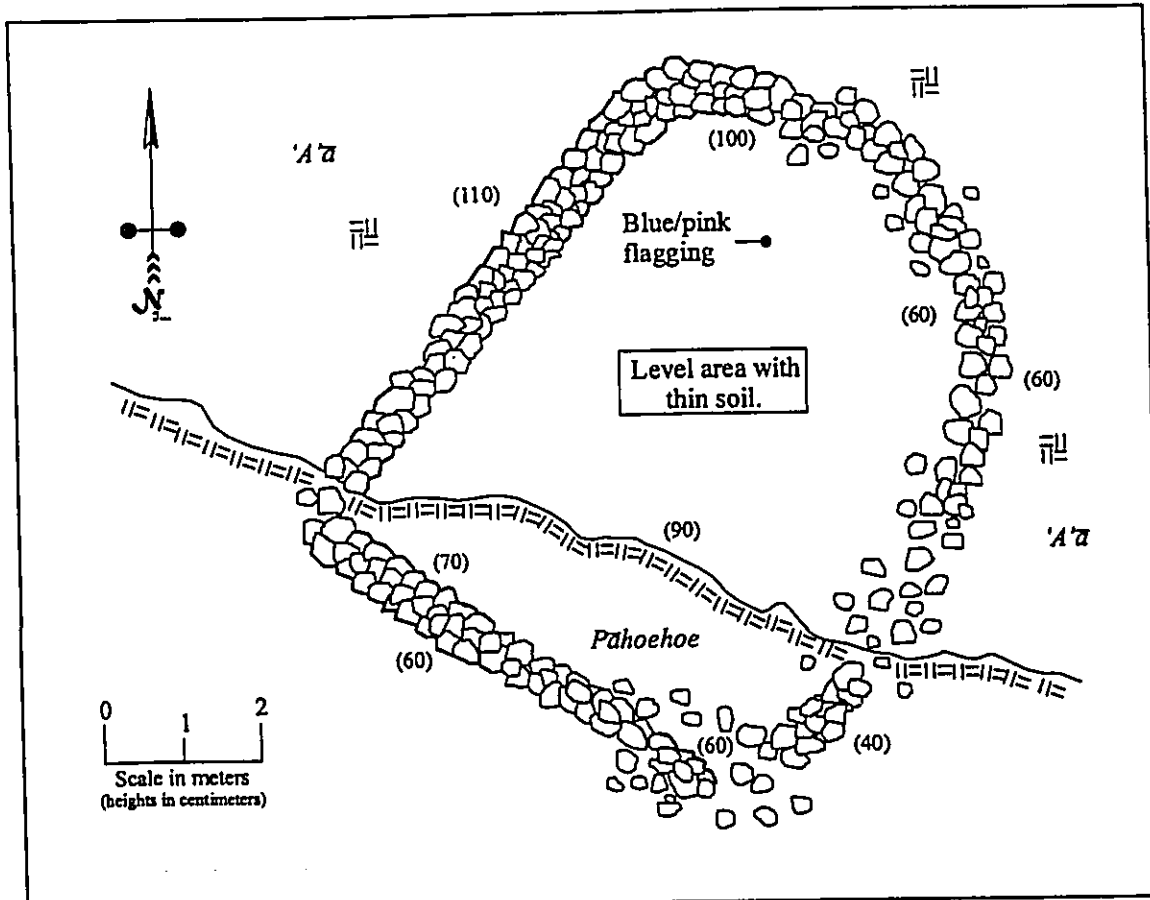 'A'ā
(100)
(110)
Blue/pink
flagging
N
(60)
Level area with
thin soil.
(60)
(90)
'A'ā
(70)
Pāhoehoe
(60)
(60)
(40)
0 1 2
Scale in meters
(heights in centimeters)